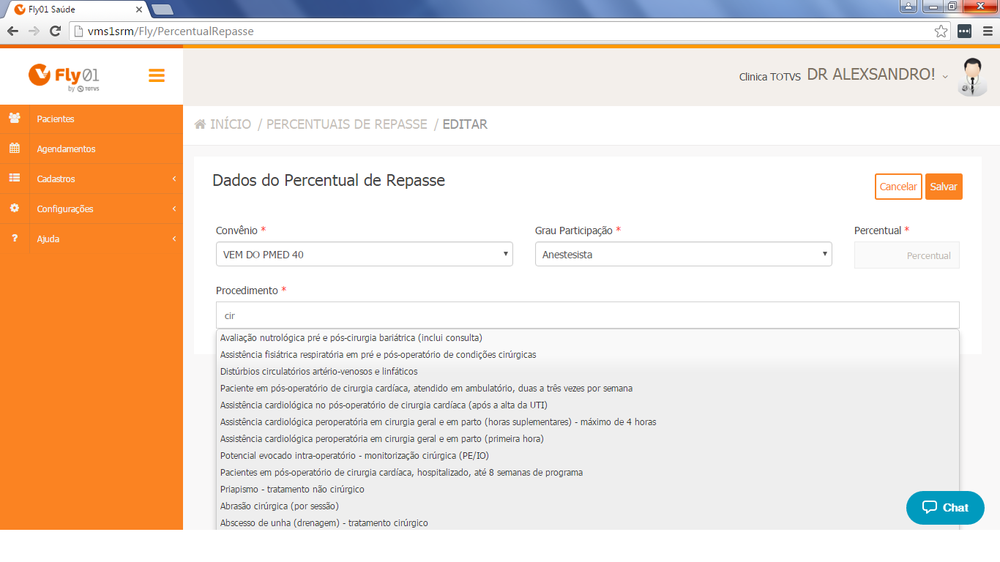 Fly01 Saúde
vms1srm/Fly/PercentualRepasse
Fly01
by TOTVS
Clinica TOTVS DR ALEXSANDRO!
Pacientes
Agendamentos
Cadastros
Configurações
Ajuda
INÍCIO / PERCENTUAIS DE REPASSE / EDITAR
Dados do Percentual de Repasse
Cancelar Salvar
Convênio * Grau Participação * Percentual *
VEM DO PMED 40 Anestesista Percentual
Procedimento *
cir
Avaliação nutrológica pré e pós-cirurgia bariátrica (inclui consulta)
Assistência fisiátrica respiratória em pré e pós-operatório de condições cirúrgicas
Distúrbios circulatórios artério-venosos e linfáticos
Paciente em pós-operatório de cirurgia cardíaca, atendido em ambulatório, duas a três vezes por semana
Assistência cardiológica no pós-operatório de cirurgia cardíaca (após a alta da UTI)
Assistência cardiológica peroperatória em cirurgia geral e em parto (horas suplementares) - máximo de 4 horas
Assistência cardiológica peroperatória em cirurgia geral e em parto (primeira hora)
Potencial evocado intra-operatório - monitorização cirúrgica (PE/IO)
Pacientes em pós-operatório de cirurgia cardíaca, hospitalizado, até 8 semanas de programa
Priapismo - tratamento não cirúrgico
Abrasão cirúrgica (por sessão)
Abscesso de unha (drenagem) - tratamento cirúrgico
Chat